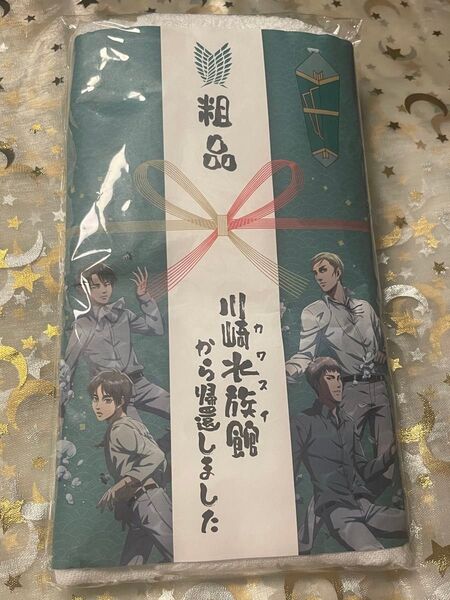 粗品
川崎水族館
カワスイ
から帰還しました